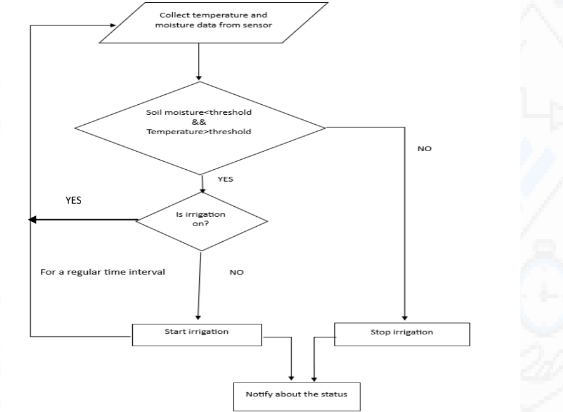 Collect temperature and
moisture data from sensor
Soil moisture<threshold
&&
Temperature>threshold
NO
YES
YES
Is irrigation
on?
For a regular time interval
NO
Start irrigation
Stop irrigation
Notify about the status